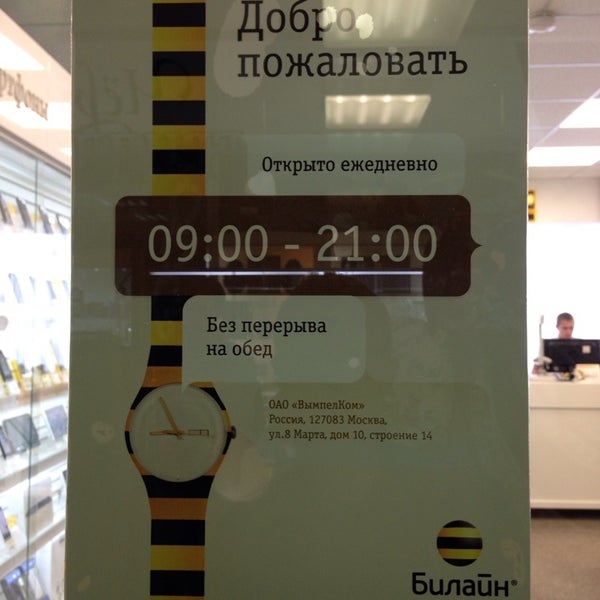 Добро
пожаловать
Открыто ежедневно
09:00 - 21:00
Без перерыва
на обед
ОАО «ВымпелКом»
Россия, 127083 Москва,
ул.8 Марта, дом 10, строение 14
Билайн®